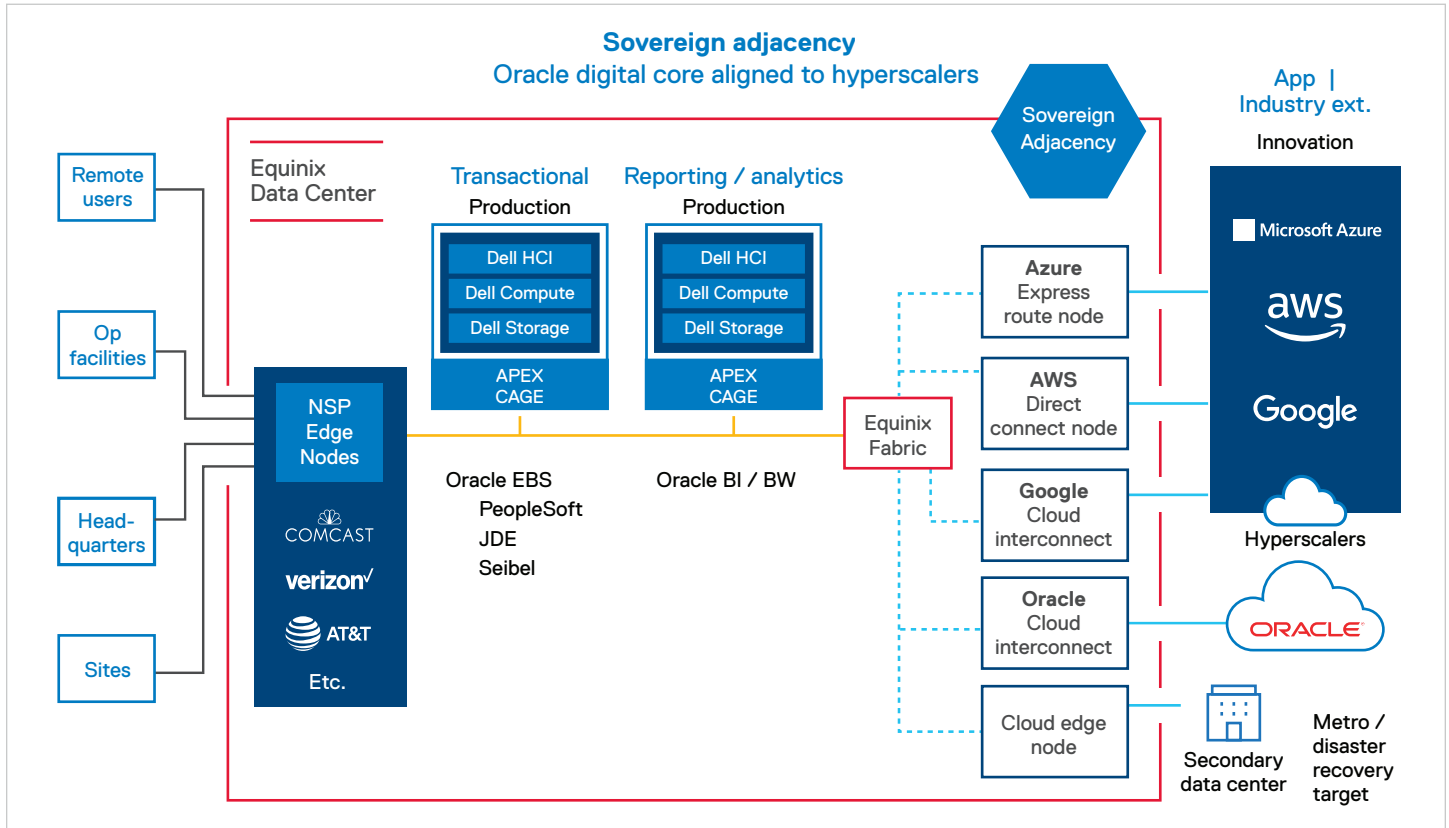 Sovereign adjacency
Oracle digital core aligned to hyperscalers
Sovereign
Adjacency
App |
Industry ext.
Innovation
Equinix
Data Center
Remote
users
Op
facilities
Head-
quarters
Sites
NSP
Edge
Nodes
COMCAST
verizon✓
AT&T
Etc.
Transactional
Production
Dell HCI
Dell Compute
Dell Storage
APEX
CAGE
Oracle EBS
PeopleSoft
JDE
Seibel
Reporting / analytics
Production
Dell HCI
Dell Compute
Dell Storage
APEX
CAGE
Oracle BI / BW
Equinix
Fabric
Azure
Express
route node
AWS
Direct
connect node
Google
Cloud
interconnect
Oracle
Cloud
interconnect
Cloud edge
node
Microsoft Azure
aws
Google
Hyperscalers
ORACLE
Secondary
data center
Metro /
disaster
recovery
target